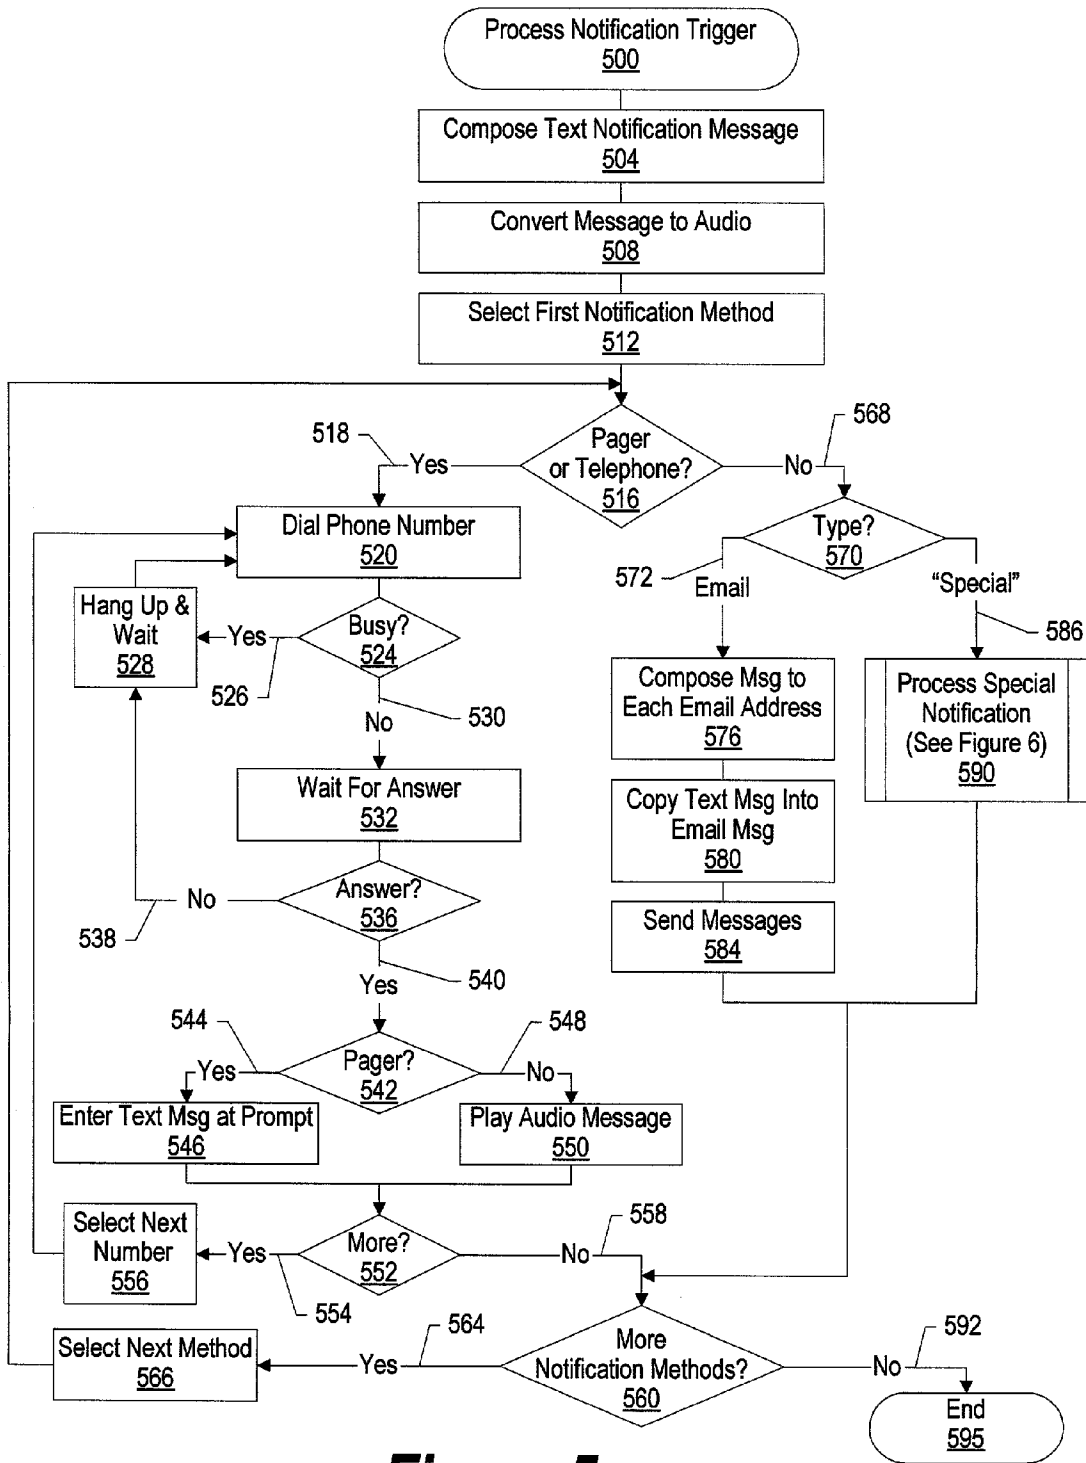 Process Notification Trigger
500
Compose Text Notification Message
504
Convert Message to Audio
508
Select First Notification Method
512
568
518
Pager
or Telephone?
516
Yes
No
Dial Phone Number
520
Type?
570
572
Email
"Special"
586
Hang Up &
Wait
528
Yes
Busy?
524
526
530
No
Compose Msg to
Each Email Address
576
Process Special
Notification
(See Figure 6)
590
Wait For Answer
532
Copy Text Msg Into
Email Msg
580
No
Answer?
536
538
Send Messages
584
540
Yes
544
548
Pager?
542
Yes
No
Enter Text Msg at Prompt
546
Play Audio Message
550
558
Select Next
Number
556
Yes
More?
552
No
554
564
592
Select Next Method
566
Yes
More
Notification Methods?
560
No
End
595